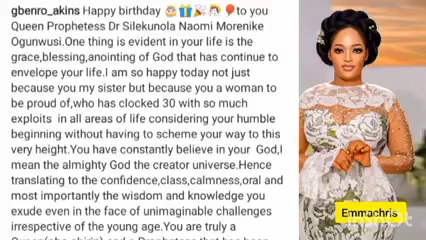 gbenro_akins Happy birthday 🎂🎁🎉🎊🎈to you
Queen Prophetess Dr Silekunola Naomi Morenike
Ogunwusi.One thing is evident in your life is the
grace,blessing,anointing of God that has continue to
envelope your life.I am so happy today not just
because you my sister but because you a woman to
be proud of,who has clocked 30 with so much
exploits in all areas of life considering your humble
beginning without having to scheme your way to this
very height.You have constantly believe in your God,I
mean the almighty God the creator universe.Hence
translating to the confidence,class,calmness,oral and
most importantly the wisdom and knowledge you
exude even in the face of unimaginable challenges
irrespective of the young age.You are truly a
Emmachris